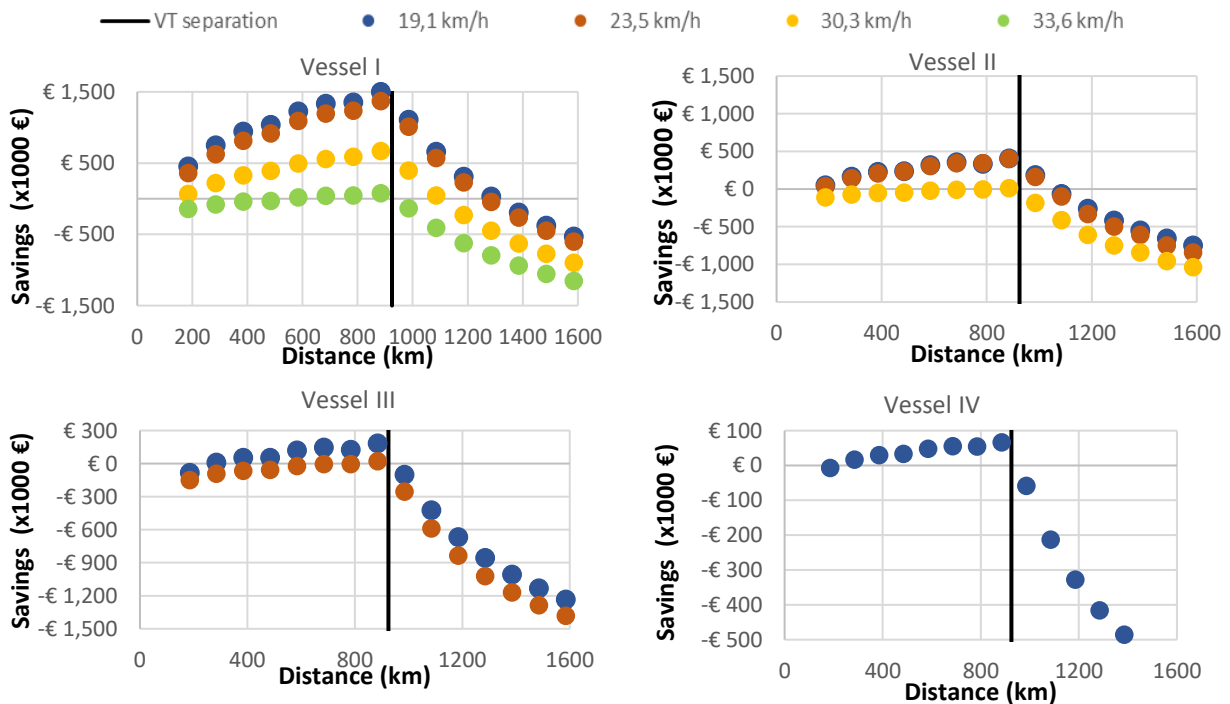 VT separation 19,1 km/h 23,5 km/h 30,3 km/h 33,6 km/h
Vessel I
Savings (x1000 €)
€ 1,500
€ 500
-€ 500
-€ 1,500
0 200 400 600 800 1000 1200 1400 1600
Distance (km)
Vessel II
Savings (x1000 €)
€ 1,500
€ 1,000
€ 500
€ 0
-€ 500
-€ 1,000
-€ 1,500
0 400 800 1200 1600
Distance (km)
Vessel III
Savings (x1000 €)
€ 300
€ 0
-€ 300
-€ 600
-€ 900
-€ 1,200
-€ 1,500
0 400 800 1200 1600
Distance (km)
Vessel IV
Savings (x1000 €)
€ 100
€ 0
-€ 100
-€ 200
-€ 300
-€ 400
-€ 500
0 400 800 1200 1600
Distance (km)